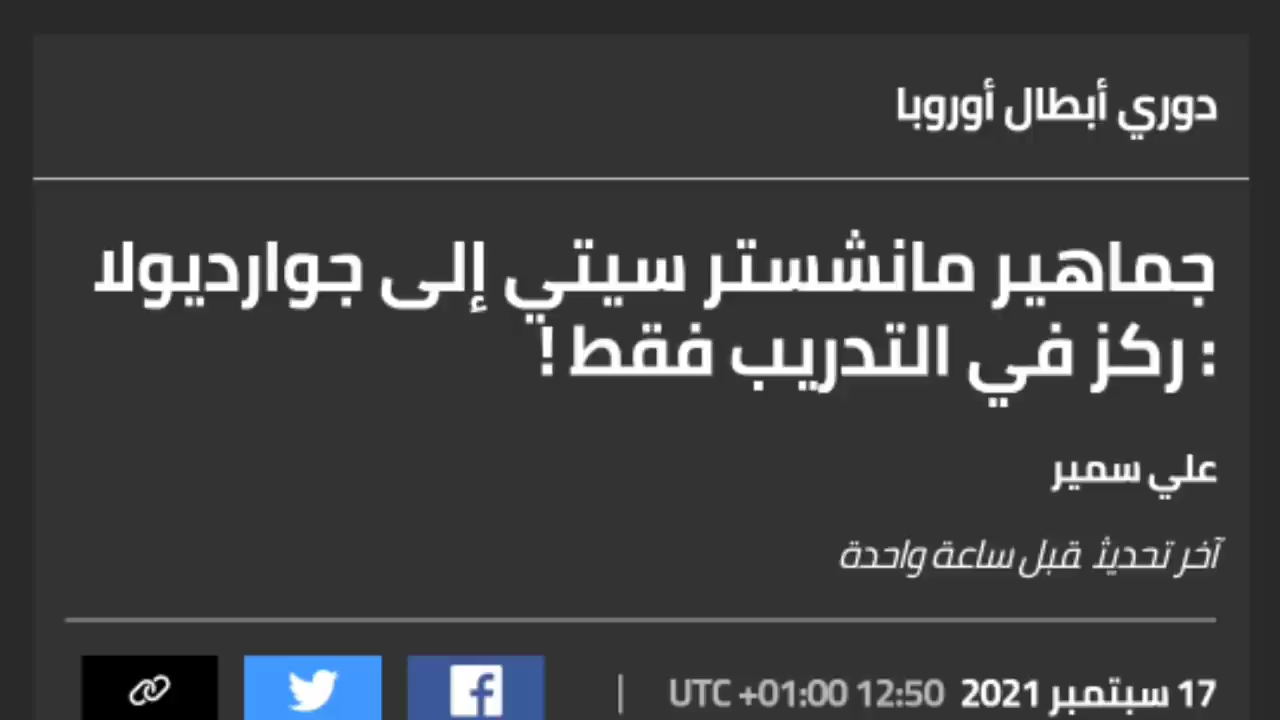 دوري أبطال أوروبا
جماهير مانشستر سيتي إلى جوارديولا
: ركز في التدريب فقط !
علي سمير
آخر تحديث قبل ساعة واحدة
17 سبتمبر 2021 12:50 UTC +01:00 |